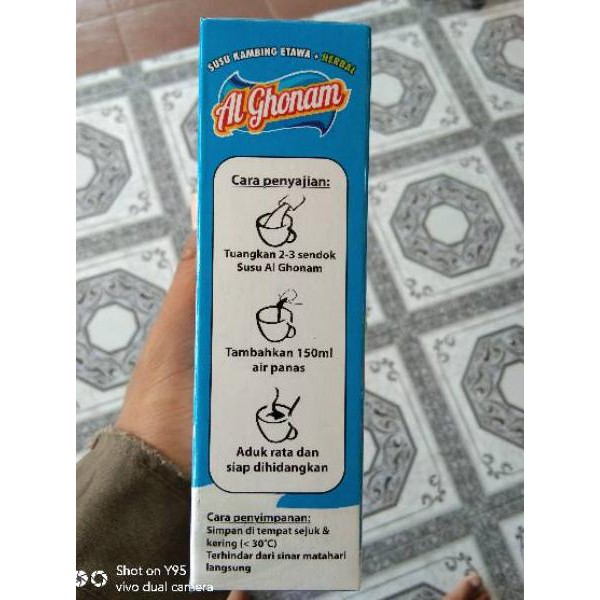 SUSU KAMBING ETAWA + HERBAL
Al Ghonam
Cara penyajian:
Tuangkan 2-3 sendok
Susu Al Ghonam
Tambahkan 150ml
air panas
Aduk rata dan
siap dihidangkan
Cara penyimpanan:
Simpan di tempat sejuk &
kering (< 30°C)
Terhindar dari sinar matahari
langsung
Shot on Y95
vivo dual camera